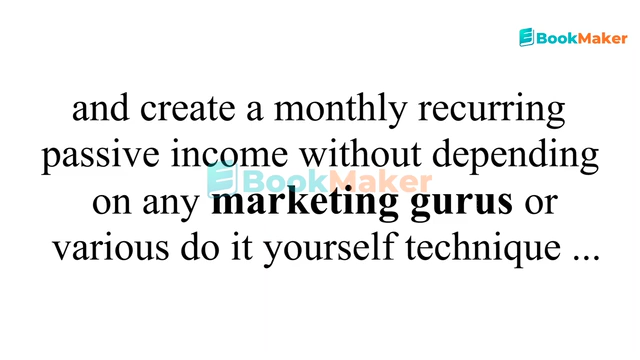 BookMaker
and create a monthly recurring
passive income without depending
BookMaker
on any marketing gurus or
various do it yourself technique ...